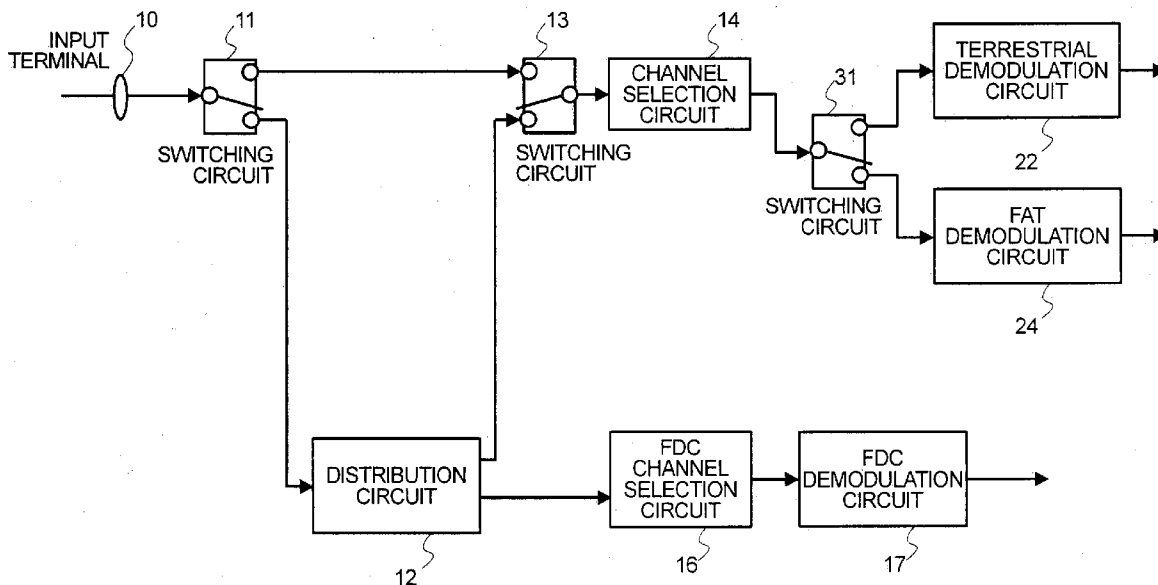 10
INPUT
TERMINAL
11
SWITCHING
CIRCUIT
13
SWITCHING
CIRCUIT
14
CHANNEL
SELECTION
CIRCUIT
31
SWITCHING
CIRCUIT
TERRESTRIAL
DEMODULATION
CIRCUIT
22
FAT
DEMODULATION
CIRCUIT
24
DISTRIBUTION
CIRCUIT
12
FDC
CHANNEL
SELECTION
CIRCUIT
16
FDC
DEMODULATION
CIRCUIT
17